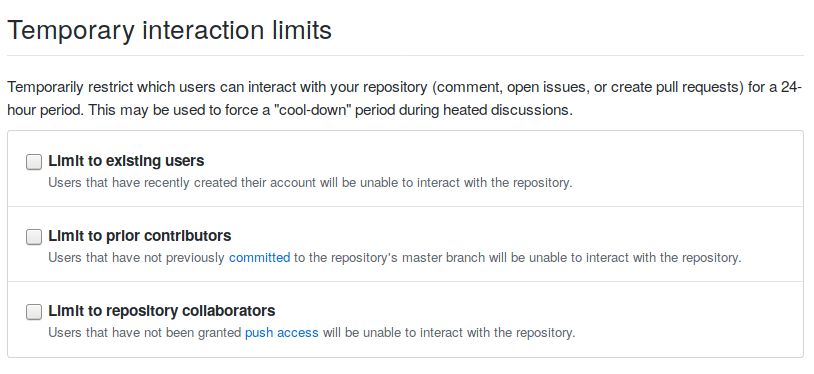 Temporary interaction limits
Temporarily restrict which users can interact with your repository (comment, open issues, or create pull requests) for a 24-
hour period. This may be used to force a "cool-down" period during heated discussions.
Limit to existing users
Users that have recently created their account will be unable to interact with the repository.
Limit to prior contributors
Users that have not previously committed to the repository's master branch will be unable to interact with the repository.
Limit to repository collaborators
Users that have not been granted push access will be unable to interact with the repository.